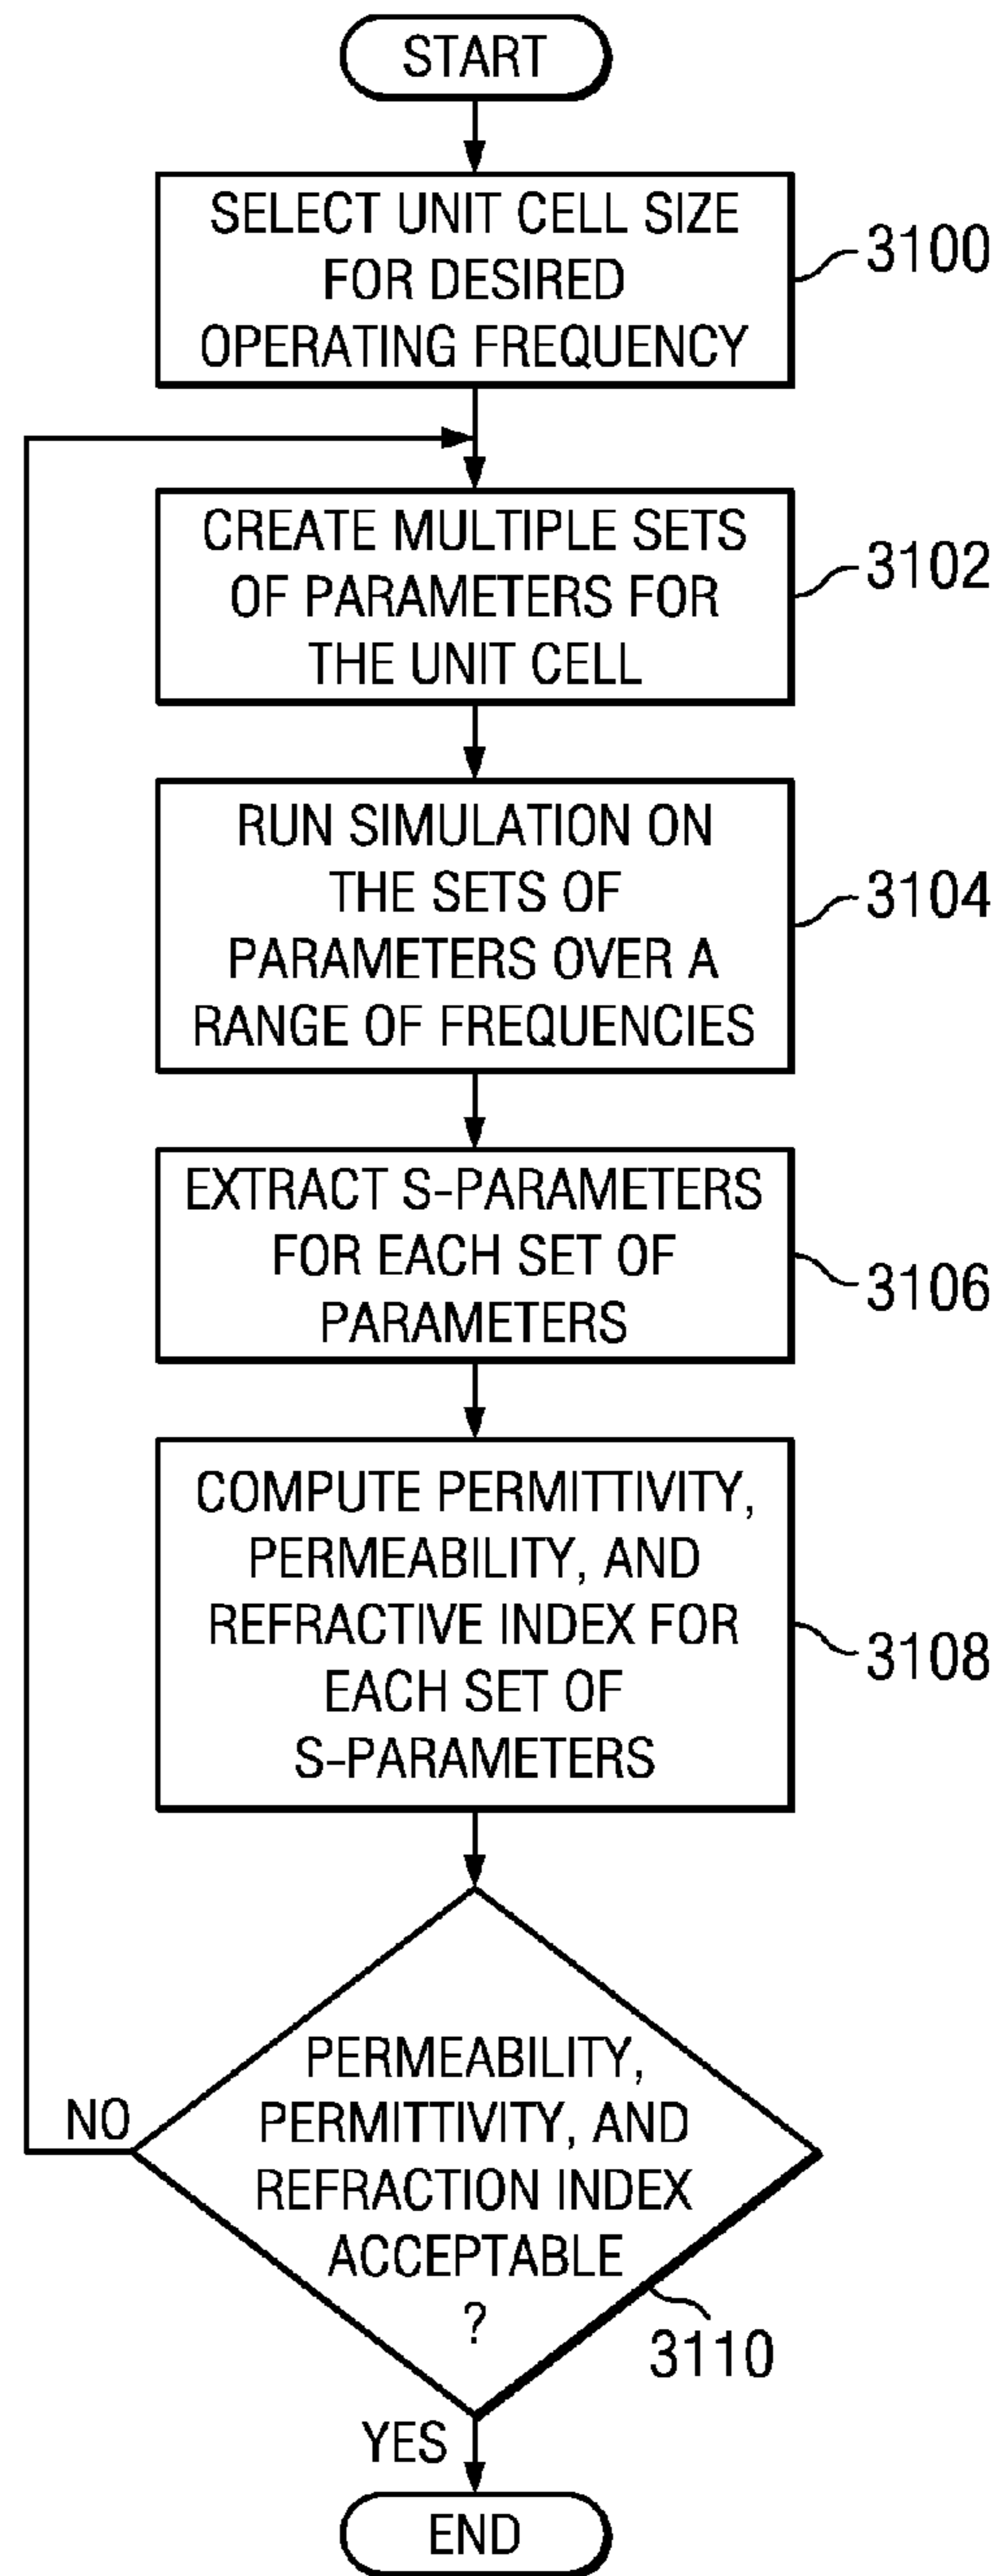 START
SELECT UNIT CELL SIZE
FOR DESIRED
OPERATING FREQUENCY
3100
CREATE MULTIPLE SETS
OF PARAMETERS FOR
THE UNIT CELL
3102
RUN SIMULATION ON
THE SETS OF
PARAMETERS OVER A
RANGE OF FREQUENCIES
3104
EXTRACT S-PARAMETERS
FOR EACH SET OF
PARAMETERS
3106
COMPUTE PERMITTIVITY,
PERMEABILITY, AND
REFRACTIVE INDEX FOR
EACH SET OF
S-PARAMETERS
3108
PERMEABILITY,
PERMITTIVITY, AND
REFRACTION INDEX
ACCEPTABLE
?
NO
3110
YES
END